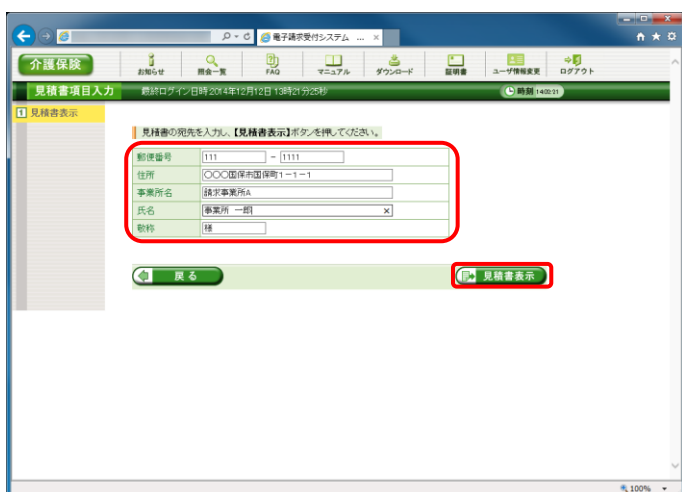 電子請求受付システム ...
介護保険
お知らせ 照会一覧 FAQ マニュアル ダウンロード 証明書 ユーザ情報変更 ログアウト
見積書項目入力 最終ログイン日時:2014年12月12日 13時21分25秒 時刻 14:02:21
1 見積書表示
見積書の宛先を入力し、【見積書表示】ボタンを押してください。
郵便番号 111 - 1111
住所 〇〇〇国保市国保町1-1-1
事業所名 請求事業所A
氏名 事業所 一郎
敬称 様
戻る 見積書表示
100%